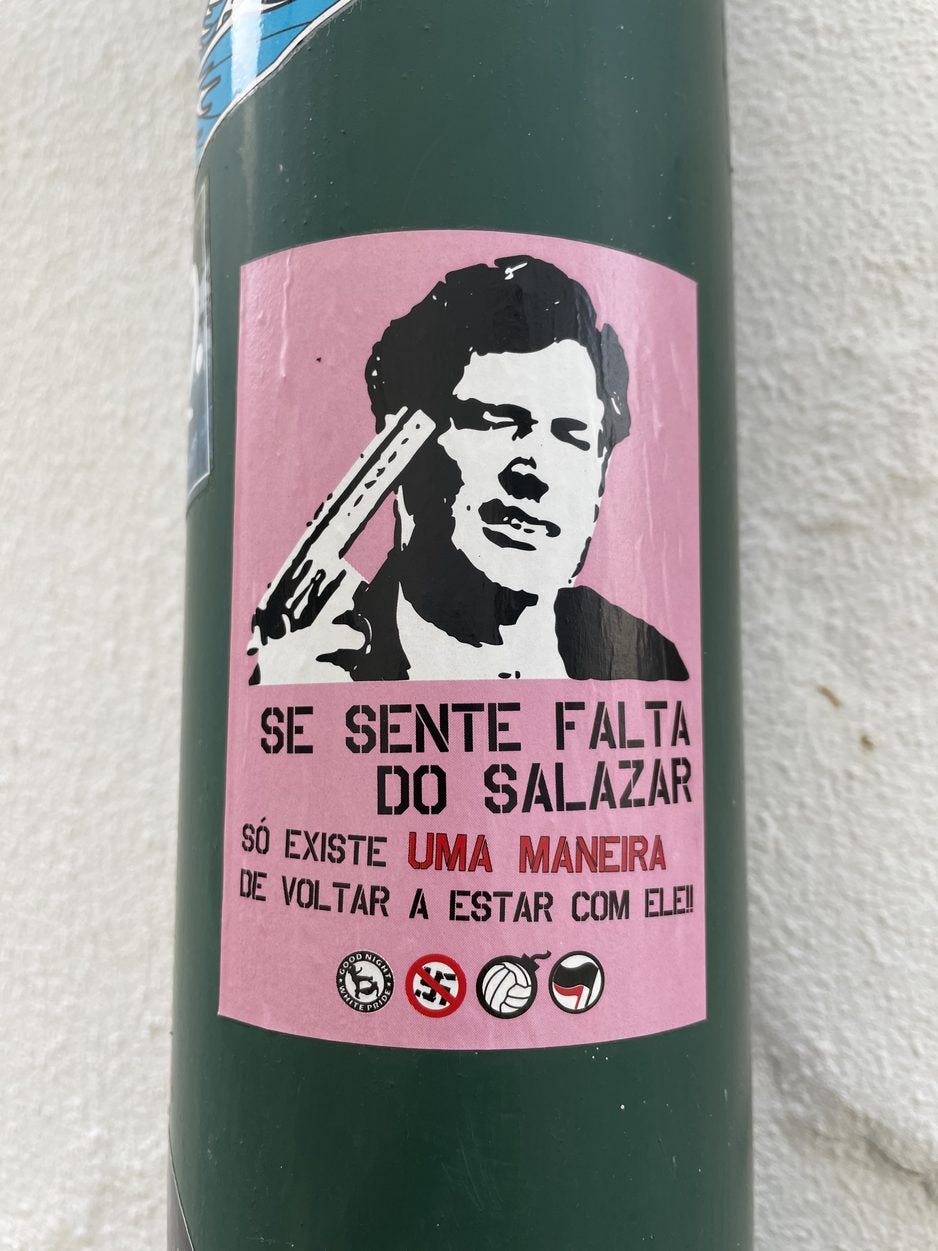 SE SENTE FALTA
DO SALAZAR
SÓ EXISTE UMA MANEIRA
DE VOLTAR A ESTAR COM ELE!!
GOOD NIGHT
WHITE PRIDE